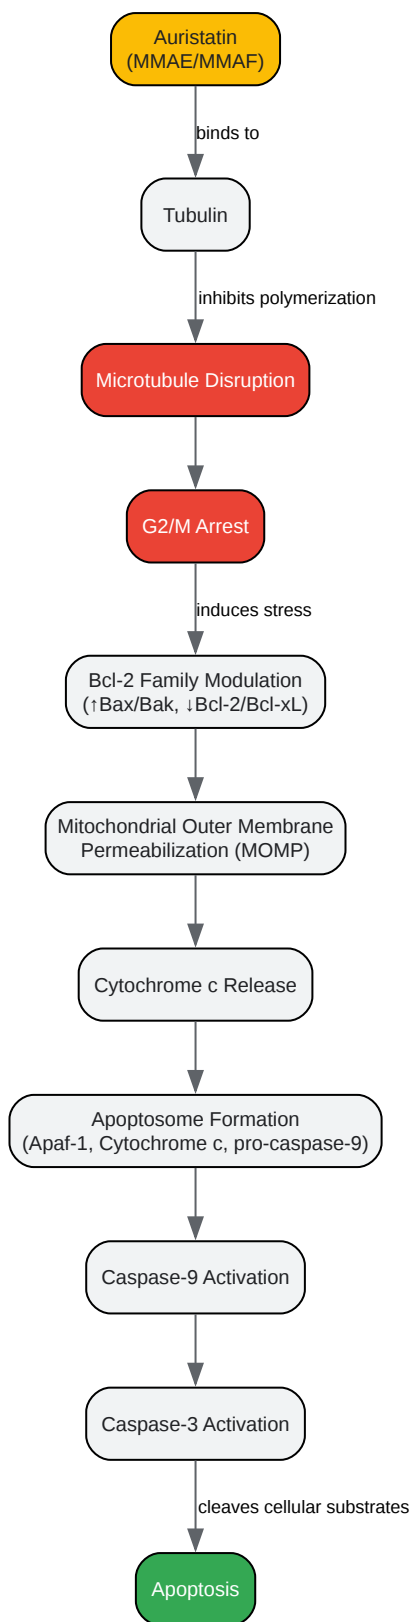 Auristatin
(MMAE/MMAF)
binds to
Tubulin
inhibits polymerization
Microtubule Disruption
G2/M Arrest
induces stress
Bcl-2 Family Modulation
(↑Bax/Bak, ↓Bcl-2/Bcl-xL)
Mitochondrial Outer Membrane
Permeabilization (MOMP)
Cytochrome c Release
Apoptosome Formation
(Apaf-1, Cytochrome c, pro-caspase-9)
Caspase-9 Activation
Caspase-3 Activation
cleaves cellular substrates
Apoptosis